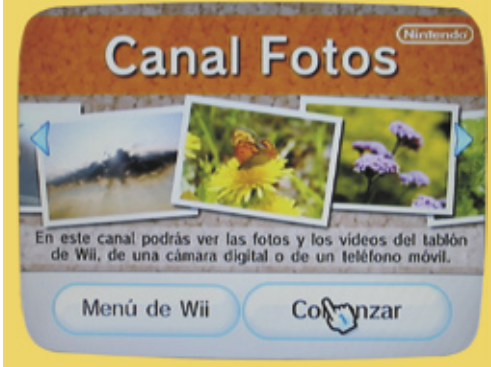 Canal Fotos
Nintendo
En este canal podrás ver las fotos y los vídeos del tablón
de Wii, de una cámara digital o de un teléfono móvil.
Menú de Wii
Comenzar